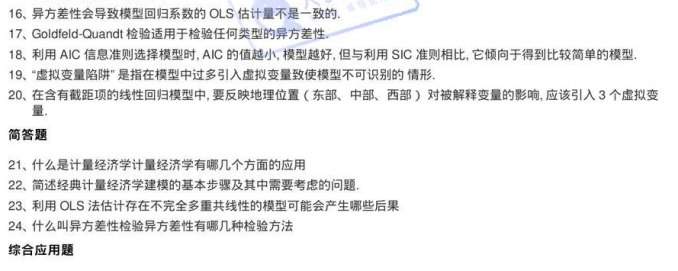 16、异方差性会导致模型回归系数的 OLS 估计量不是一致的.
17、Goldfeld-Quandt 检验适用于检验任何类型的异方差性.
18、利用 AIC 信息准则选择模型时, AIC 的值越小, 模型越好, 但与利用 SIC 准则相比, 它倾向于得到比较简单的模型.
19、“虚拟变量陷阱” 是指在模型中过多引入虚拟变量致使模型不可识别的 情形.
20、在含有截距项的线性回归模型中, 要反映地理位置（东部、中部、西部 ）对被解释变量的影响, 应该引入 3 个虚拟变
量.
简答题
21、什么是计量经济学计量经济学有哪几个方面的应用
22、简述经典计量经济学建模的基本步骤及其中需要考虑的问题.
23、利用 OLS 法估计存在不完全多重共线性的模型可能会产生哪些后果
24、什么叫异方差性检验异方差性有哪几种检验方法
综合应用题